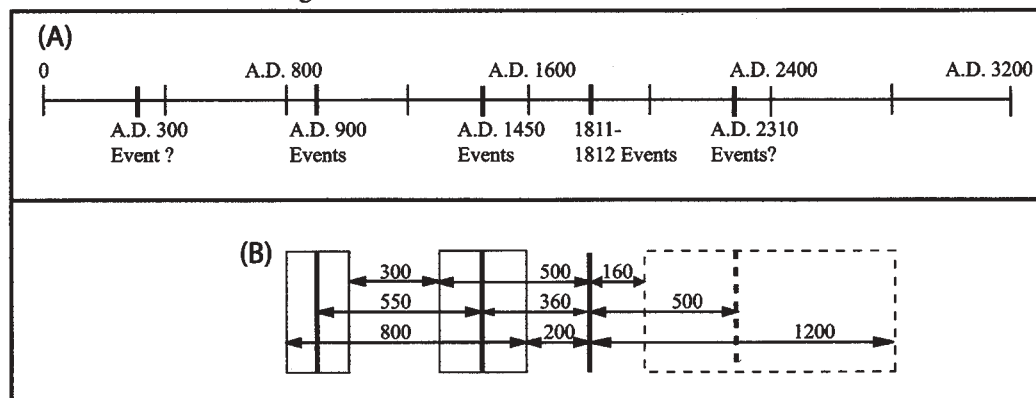 (A)
0 A.D. 800 A.D. 1600 A.D. 2400 A.D. 3200
A.D. 300 A.D. 900 A.D. 1450 1811- A.D. 2310
Event ? Events Events 1812 Events Events?
(B)
300 500 160
550 360 500
800 200 1200